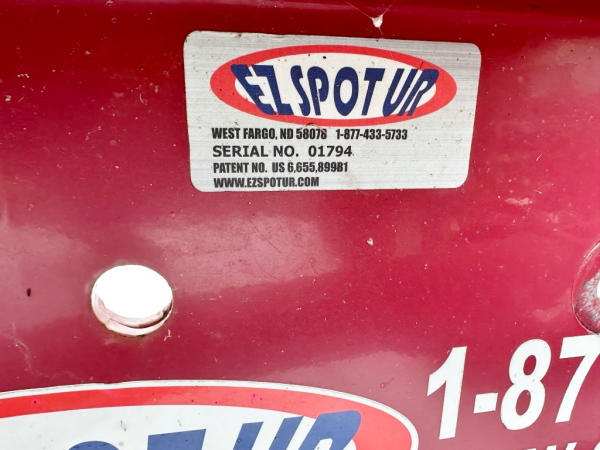 EZ SPOT UR
WEST FARGO, ND 58078 1-877-433-5733
SERIAL NO. 01794
PATENT NO. US 6,655,899B1
WWW.EZSPOTUR.COM
1-87